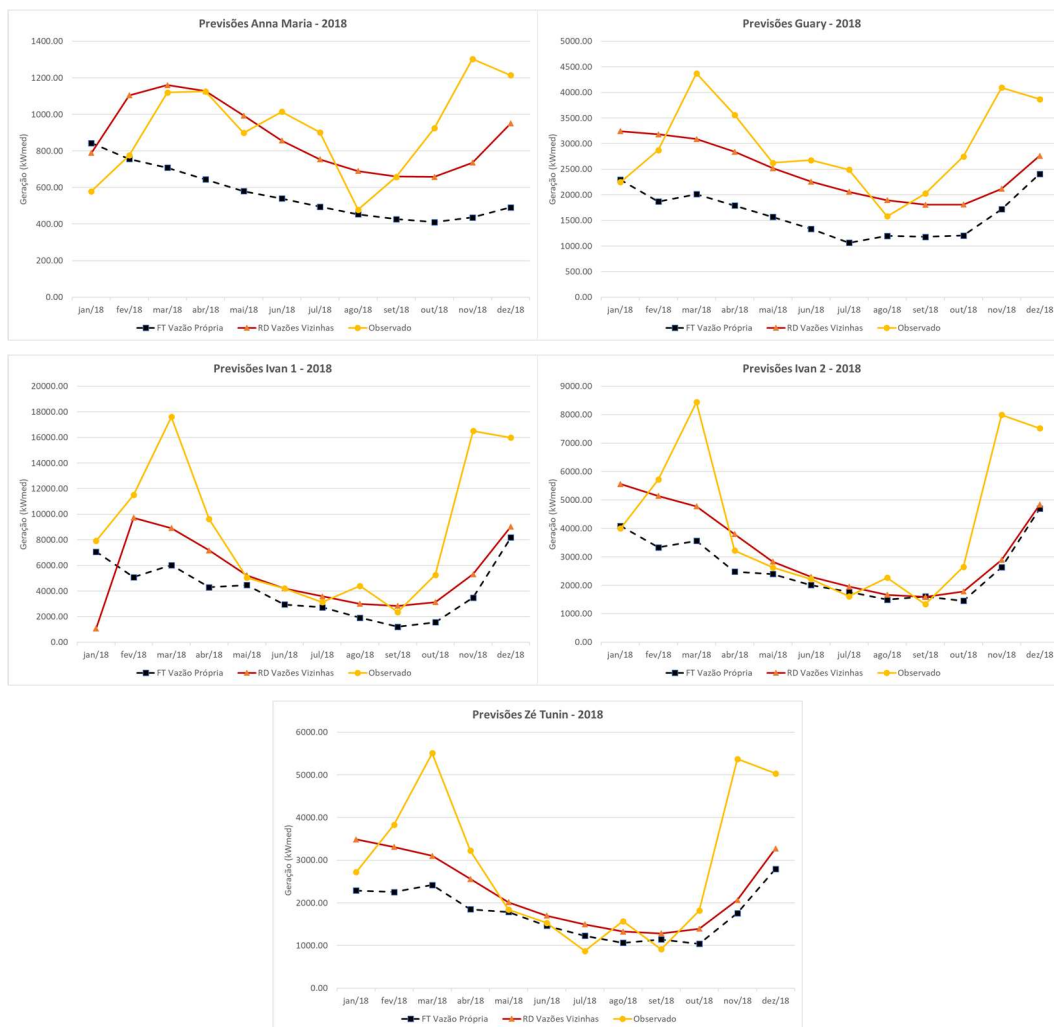 Previsões Anna Maria - 2018
1400.00
1200.00
1000.00
800.00
600.00
400.00
200.00
0.00
Geração (kWmed)
jan/18 fev/18 mar/18 abr/18 mai/18 jun/18 jul/18 ago/18 set/18 out/18 nov/18 dez/18
FT Vazão Própria RD Vazões Vizinhas Observado
Previsões Guary - 2018
5000.00
4500.00
4000.00
3500.00
3000.00
2500.00
2000.00
1500.00
1000.00
500.00
0.00
Geração (kWmed)
jan/18 fev/18 mar/18 abr/18 mai/18 jun/18 jul/18 ago/18 set/18 out/18 nov/18 dez/18
FT Vazão Própria RD Vazões Vizinhas Observado
Previsões Ivan 1 - 2018
20000.00
18000.00
16000.00
14000.00
12000.00
10000.00
8000.00
6000.00
4000.00
2000.00
0.00
Geração (kWmed)
jan/18 fev/18 mar/18 abr/18 mai/18 jun/18 jul/18 ago/18 set/18 out/18 nov/18 dez/18
FT Vazão Própria RD Vazões Vizinhas Observado
Previsões Ivan 2 - 2018
9000.00
8000.00
7000.00
6000.00
5000.00
4000.00
3000.00
2000.00
1000.00
0.00
Geração (kWmed)
jan/18 fev/18 mar/18 abr/18 mai/18 jun/18 jul/18 ago/18 set/18 out/18 nov/18 dez/18
FT Vazão Própria RD Vazões Vizinhas Observado
Previsões Zé Tunin - 2018
6000.00
5000.00
4000.00
3000.00
2000.00
1000.00
0.00
Geração (kWmed)
jan/18 fev/18 mar/18 abr/18 mai/18 jun/18 jul/18 ago/18 set/18 out/18 nov/18 dez/18
FT Vazão Própria RD Vazões Vizinhas Observado